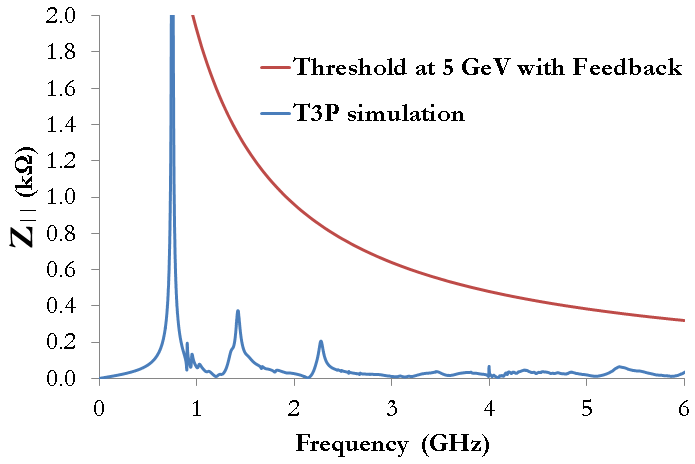 2.0
1.8
1.6
1.4
1.2
1.0
0.8
0.6
0.4
0.2
0.0
Z|| (kΩ)
Threshold at 5 GeV with Feedback
T3P simulation
0 1 2 3 4 5 6
Frequency (GHz)